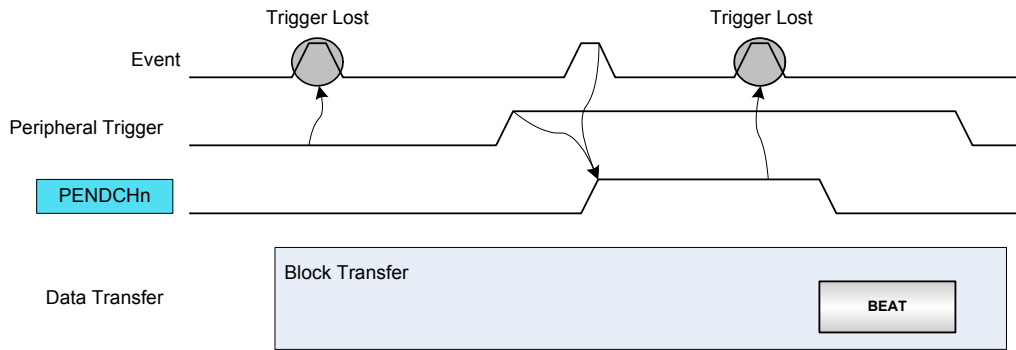 Trigger Lost
Trigger Lost
Event
Peripheral Trigger
PENDCHn
Block Transfer
Data Transfer
BEAT